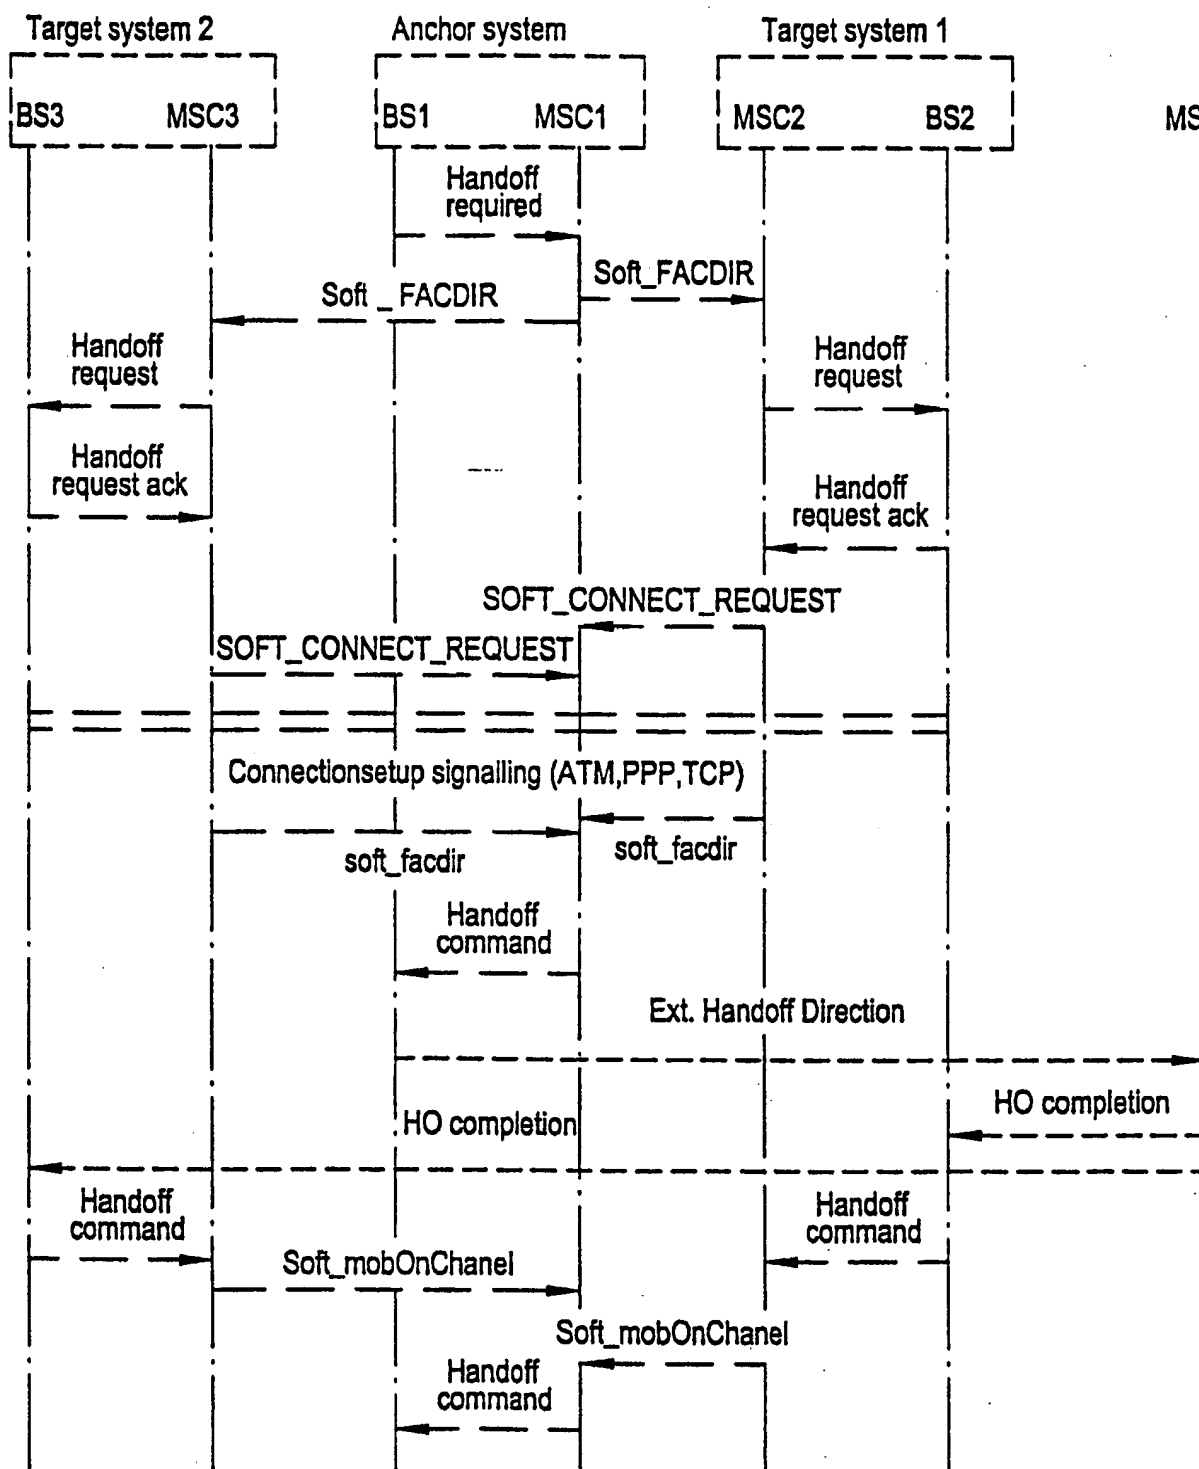 Target system 2
Anchor system
Target system 1
BS3
MSC3
BS1
MSC1
MSC2
BS2
MS
Handoff
required
Soft_FACDIR
Soft _ FACDIR
Handoff
request
Handoff
request
Handoff
request ack
Handoff
request ack
SOFT_CONNECT_REQUEST
SOFT_CONNECT_REQUEST
Connectionsetup signalling (ATM,PPP,TCP)
soft_facdir
soft_facdir
Handoff
command
Ext. Handoff Direction
HO completion
HO completion
Handoff
command
Handoff
command
Soft_mobOnChanel
Soft_mobOnChanel
Handoff
command